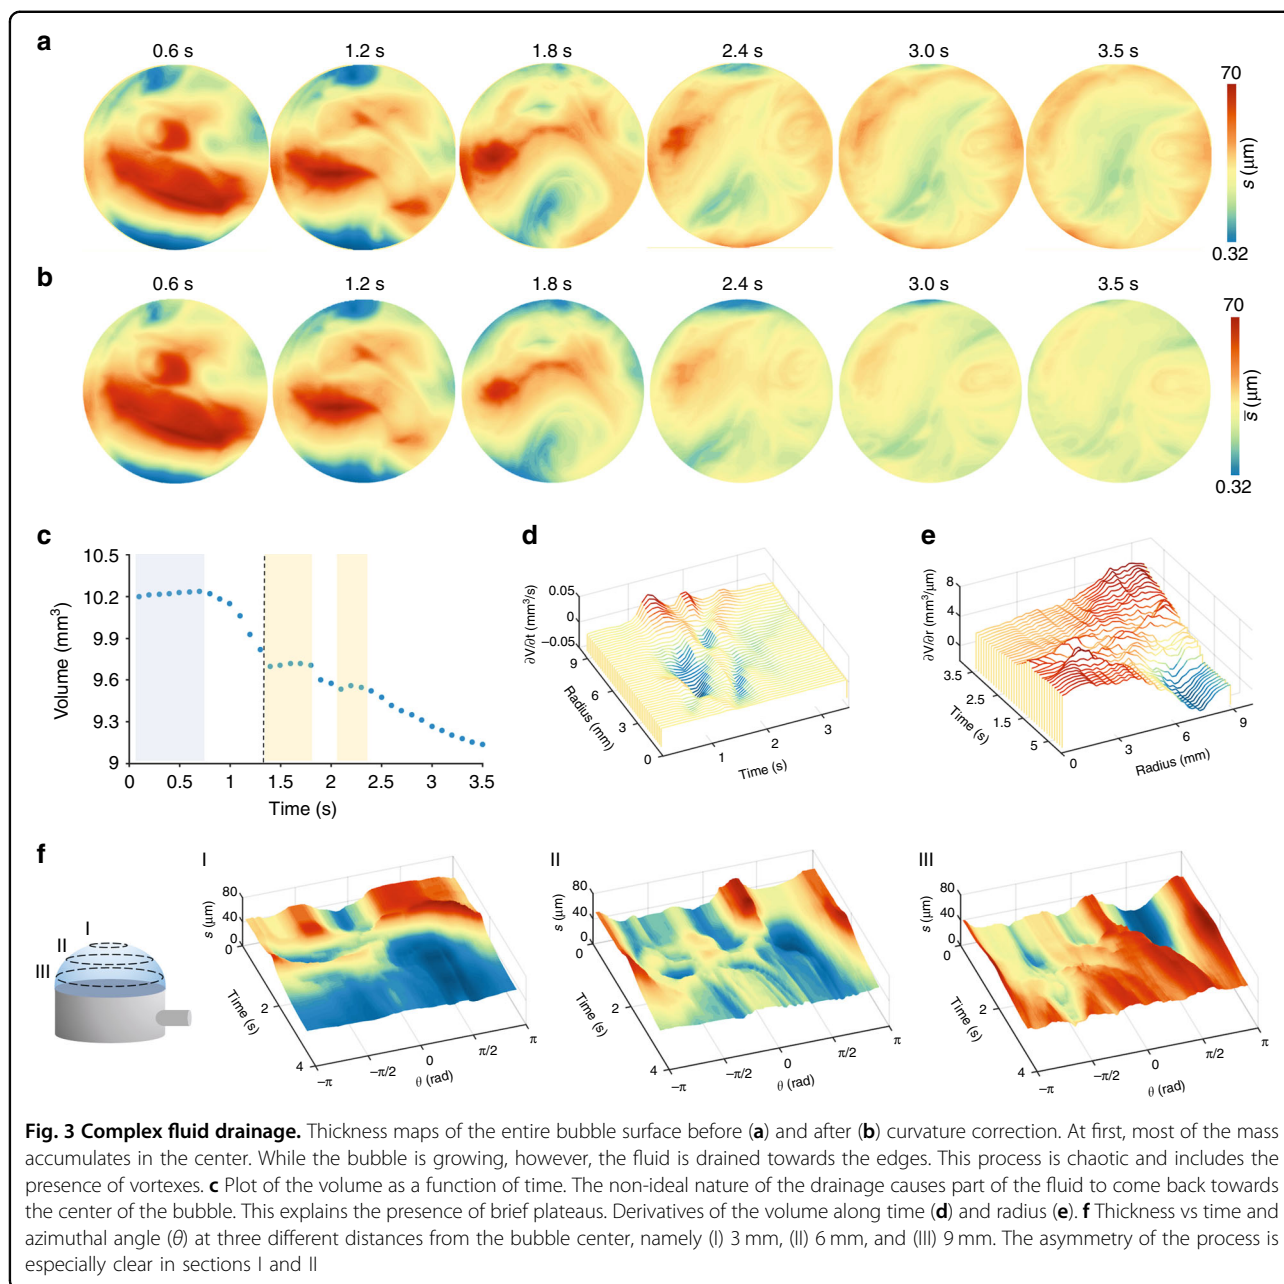 a
0.6 s 1.2 s 1.8 s 2.4 s 3.0 s 3.5 s
70
s (μm)
0.32
b
0.6 s 1.2 s 1.8 s 2.4 s 3.0 s 3.5 s
70
s̅ (μm)
0.32
c
10.5
10.2
9.9
9.6
9.3
9
Volume (mm³)
0 0.5 1 1.5 2 2.5 3 3.5
Time (s)
d
∂V/∂t (mm³/s)
0.05
0
−0.05
9
6
3
0
Radius (mm)
1 2 3
Time (s)
e
∂V/∂r (mm³/μm)
8
4
0
3.5
2.5
1.5
5
Time (s)
0 3 6 9
Radius (mm)
f
I
II
III
I
s (μm)
80
40
0
0
2
4
Time (s)
−π −π/2 0 π/2 π
θ (rad)
II
s (μm)
80
40
0
0
2
4
Time (s)
−π −π/2 0 π/2 π
θ (rad)
III
s (μm)
80
40
0
0
2
4
Time (s)
−π −π/2 0 π/2 π
θ (rad)
Fig. 3 Complex fluid drainage. Thickness maps of the entire bubble surface before (a) and after (b) curvature correction. At first, most of the mass
accumulates in the center. While the bubble is growing, however, the fluid is drained towards the edges. This process is chaotic and includes the
presence of vortexes. c Plot of the volume as a function of time. The non-ideal nature of the drainage causes part of the fluid to come back towards
the center of the bubble. This explains the presence of brief plateaus. Derivatives of the volume along time (d) and radius (e). f Thickness vs time and
azimuthal angle (θ) at three different distances from the bubble center, namely (I) 3 mm, (II) 6 mm, and (III) 9 mm. The asymmetry of the process is
especially clear in sections I and II